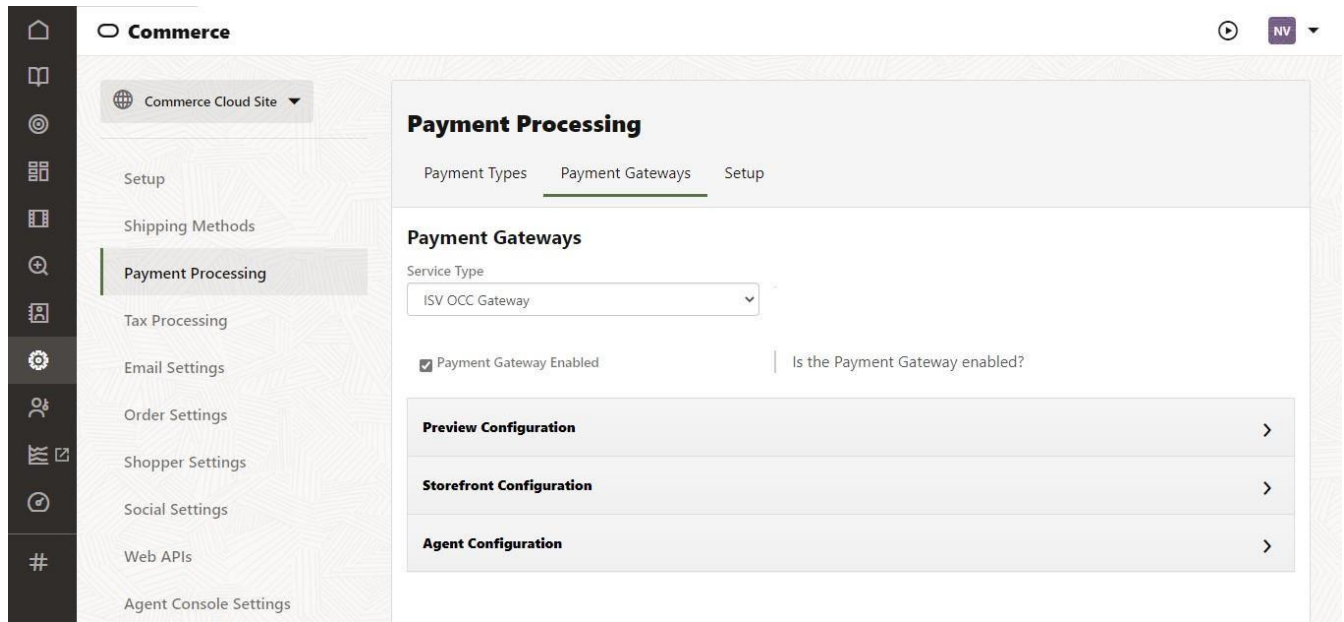 Commerce
NV
Commerce Cloud Site
Setup
Shipping Methods
Payment Processing
Tax Processing
Email Settings
Order Settings
Shopper Settings
Social Settings
Web APIs
Agent Console Settings
Payment Processing
Payment Types Payment Gateways Setup
Payment Gateways
Service Type
ISV OCC Gateway
Payment Gateway Enabled Is the Payment Gateway enabled?
Preview Configuration
Storefront Configuration
Agent Configuration